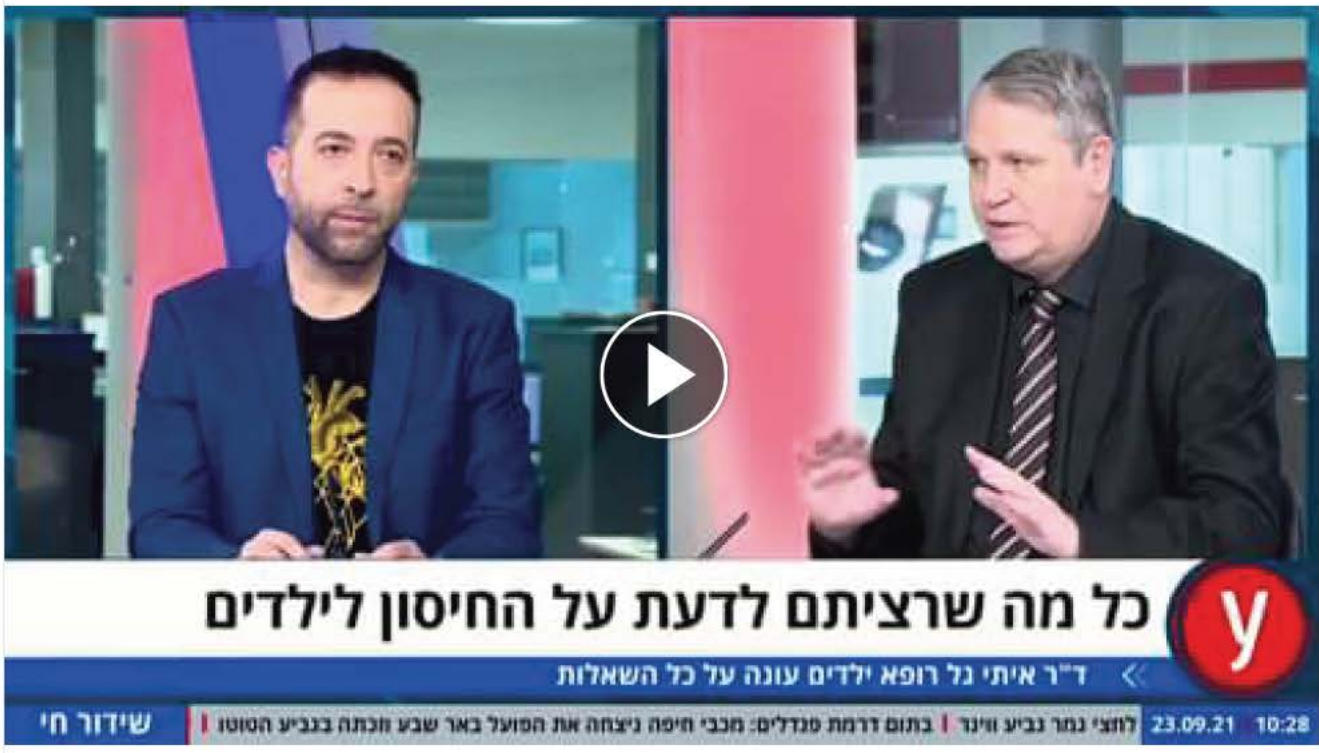 כל מה שרציתם לדעת על החיסון לילדים
y
ד"ר איתי גל רופא ילדים עונה על כל השאלות
23.09.21 10:28 לחצי גמר גביע ווינר | בתום דרמת פנדלים: מכבי חיפה ניצחה את הפועל באר שבע וזכתה בגביע הטוטו | שידור חי